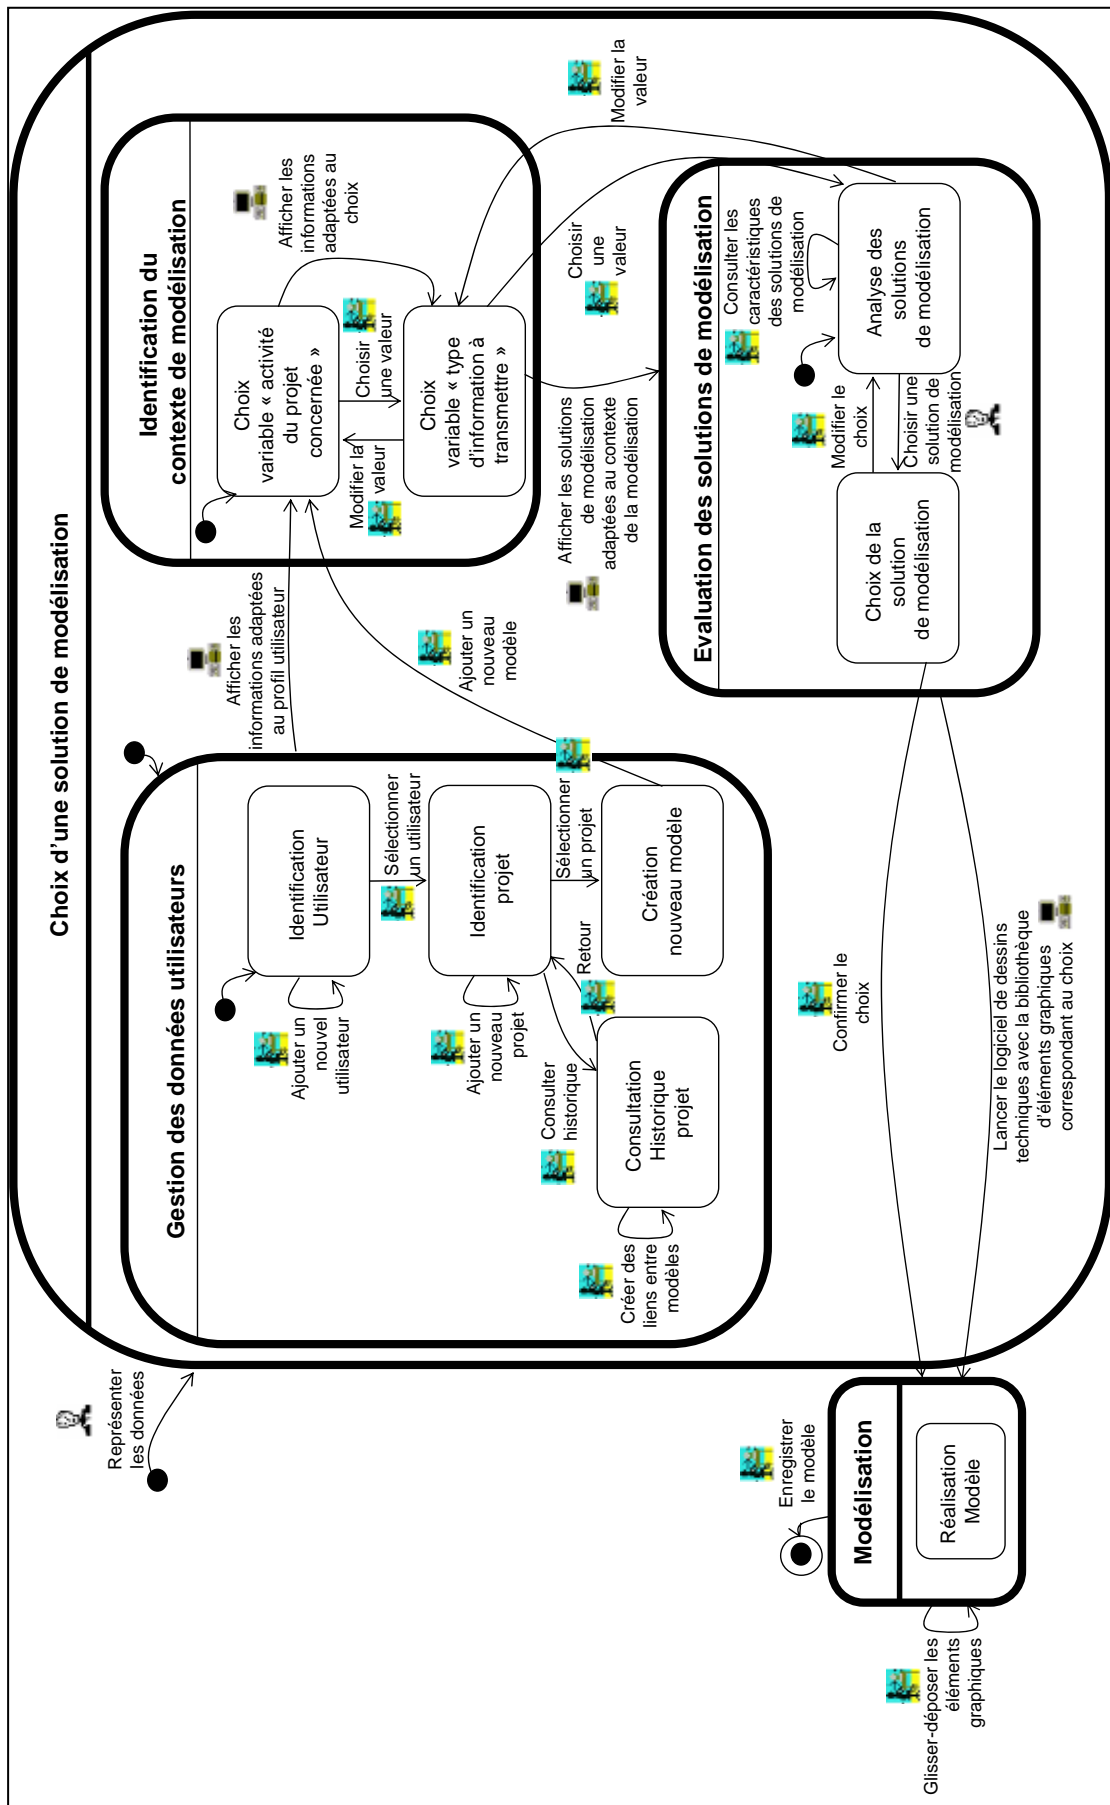 Choix d'une solution de modélisation
Représenter
les données
Gestion des données utilisateurs
Identification
Utilisateur
Ajouter un
nouvel
utilisateur
Sélectionner
un utilisateur
Identification
projet
Ajouter un
nouveau
projet
Sélectionner
un projet
Création
nouveau modèle
Consulter
historique
Retour
Consultation
Historique
projet
Créer des
liens entre
modèles
Afficher les
informations adaptées
au profil utilisateur
Ajouter un
nouveau
modèle
Identification du
contexte de modélisation
Choix
variable « activité
du projet
concernée »
Afficher les
informations
adaptées au
choix
Choisir
une valeur
Modifier la
valeur
Choix
variable « type
d'information à
transmettre »
Modifier la
valeur
Choisir
une
valeur
Afficher les solutions
de modélisation
adaptées au contexte
de la modélisation
Evaluation des solutions de modélisation
Consulter les
caractéristiques
des solutions de
modélisation
Analyse des
solutions
de modélisation
Modifier le
choix
Choisir une
solution de
modélisation
Choix de la
solution
de modélisation
Confirmer le
choix
Lancer le logiciel de dessins
techniques avec la bibliothèque
d'éléments graphiques
correspondant au choix
Enregistrer
le modèle
Modélisation
Réalisation
Modèle
Glisser-déposer les
éléments
graphiques